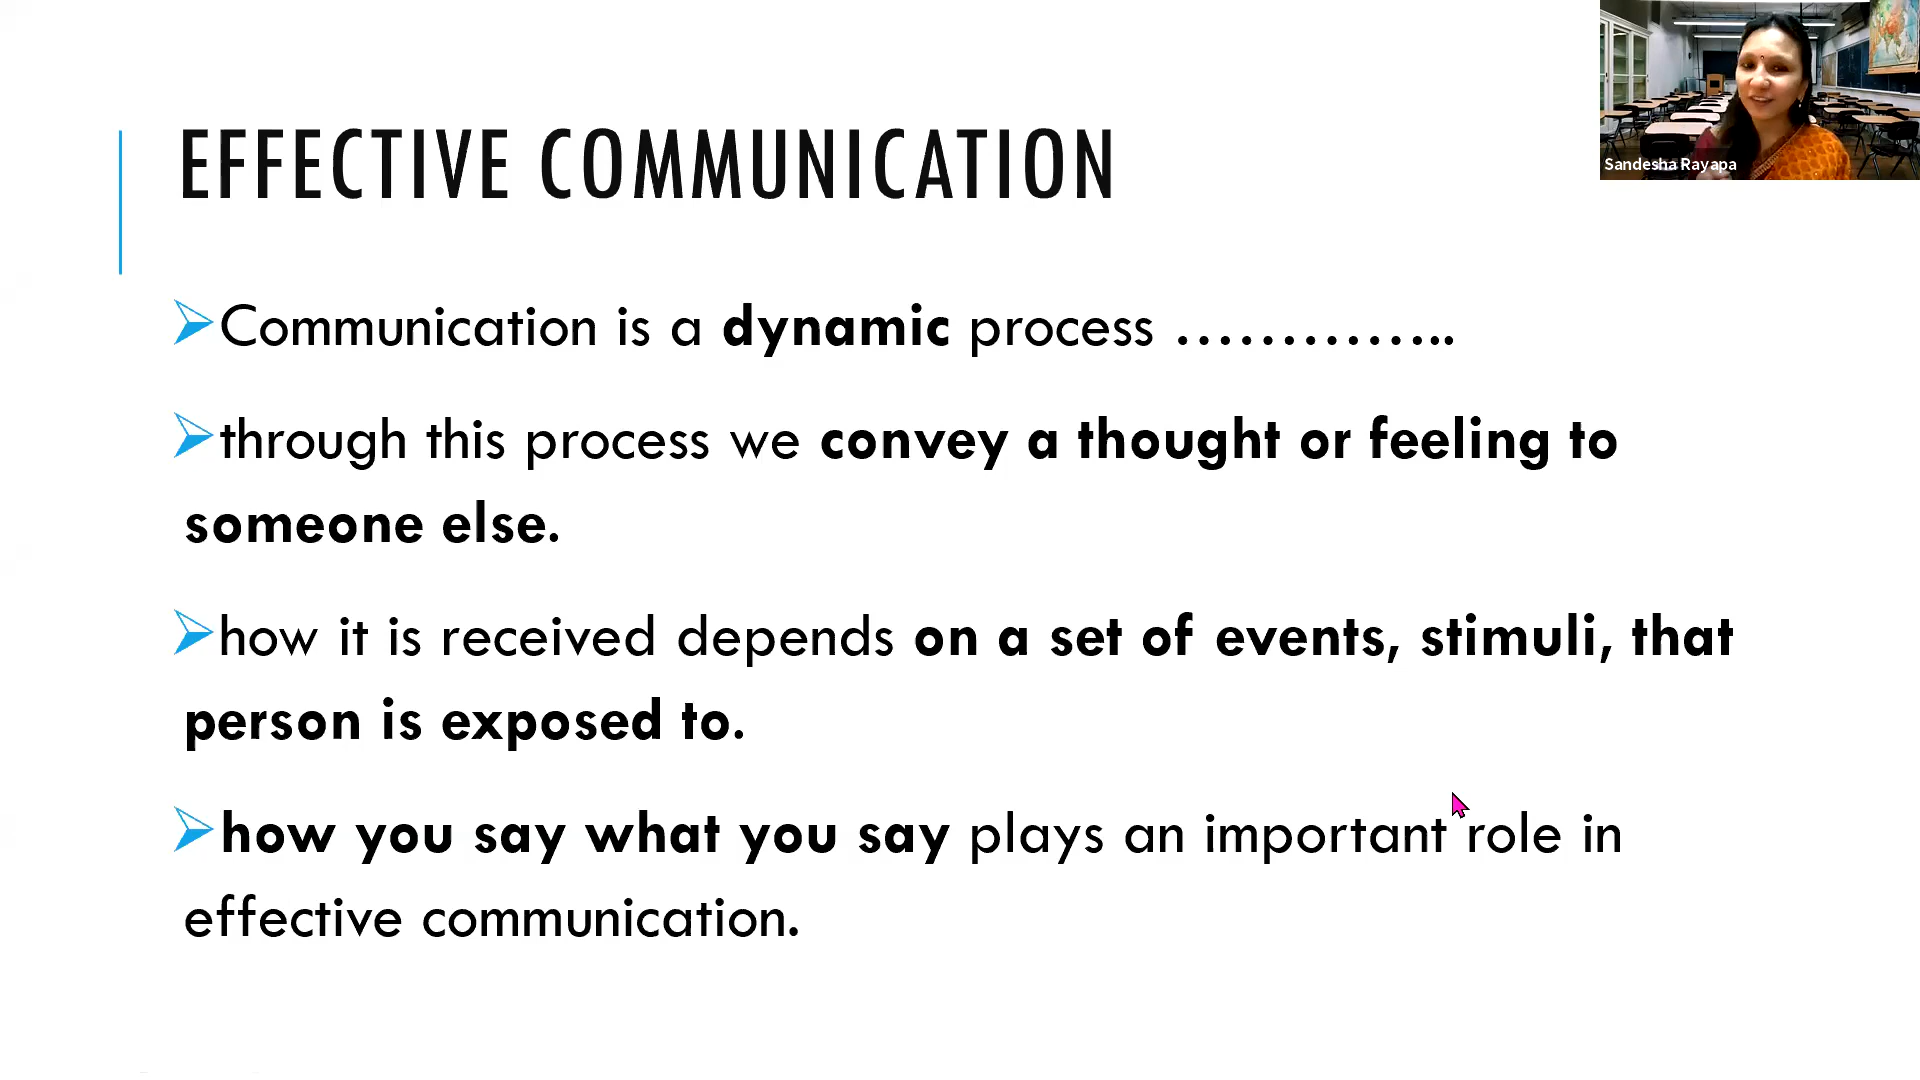 EFFECTIVE COMMUNICATION
Sandesha Rayapa
➢Communication is a dynamic process …………..
➢through this process we convey a thought or feeling to
someone else.
➢how it is received depends on a set of events, stimuli, that
person is exposed to.
➢how you say what you say plays an important role in
effective communication.